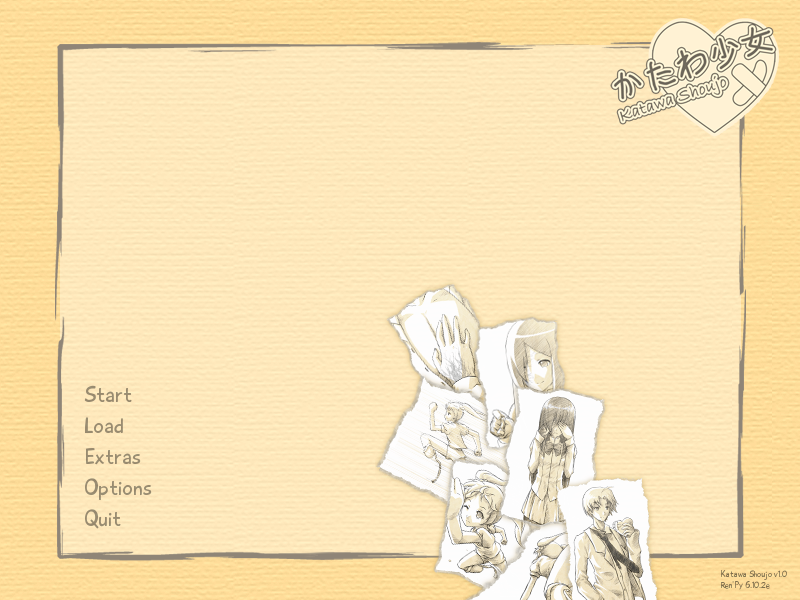 かたわ少女
Katawa Shoujo
Start
Load
Extras
Options
Quit
Katawa Shoujo v1.0
Ren'Py 6.10.2e